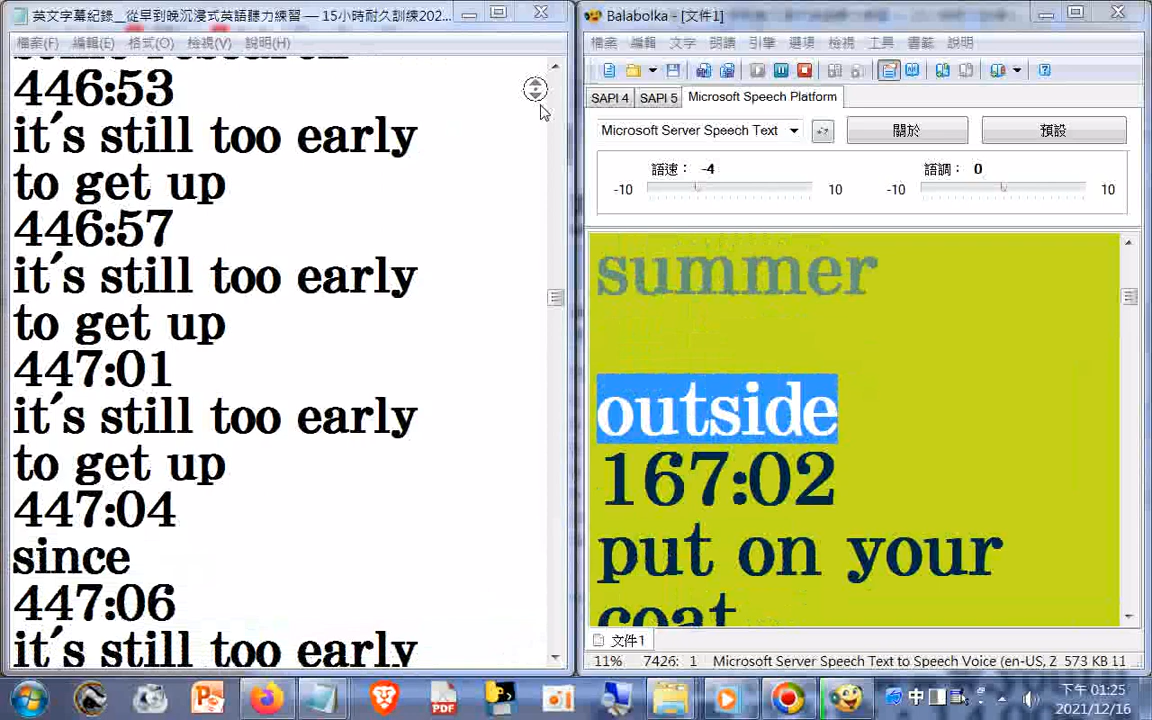 英文字幕紀錄__從早到晚沉浸式英語聽力練習 — 15小時耐久訓練202...
檔案(F) 編輯(E) 格式(O) 檢視(V) 說明(H)
446:53
it's still too early
to get up
446:57
it's still too early
to get up
447:01
it's still too early
to get up
447:04
since
447:06
it's still too early
Balabolka - [文件1]
檔案 編輯 文字 朗讀 引擎 選項 檢視 工具 書籤 說明
SAPI 4 SAPI 5 Microsoft Speech Platform
Microsoft Server Speech Text 關於 預設
語速: -4 語調: 0
-10 10 -10 10
summer
outside
167:02
put on your
coat
文件1
11% 7426: 1 Microsoft Server Speech Text to Speech Voice (en-US, 2 573 KB 11
PDF 中 下午 01:25
2021/12/16